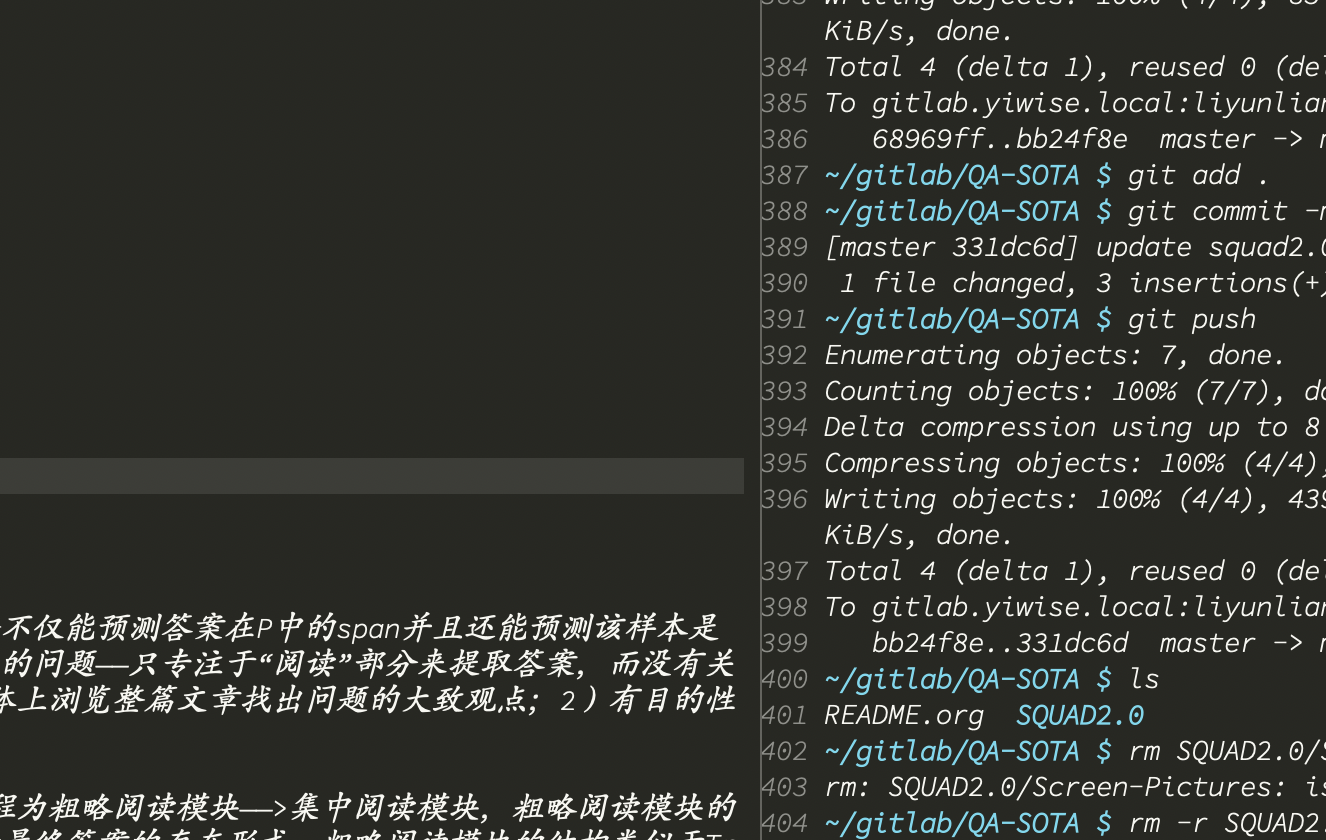 不仅能预测答案在P中的span并且还能预测该样本是
的问题——只专注于“阅读”部分来提取答案，而没有关
体上浏览整篇文章找出问题的大致观点；2）有目的性
程为粗略阅读模块——>集中阅读模块，粗略阅读模块的
383 Writing objects: 100% (4/4),
KiB/s, done.
384 Total 4 (delta 1), reused 0 (del
385 To gitlab.yiwise.local:liyunlian
386 68969ff..bb24f8e master -> m
387 ~/gitlab/QA-SOTA $ git add .
388 ~/gitlab/QA-SOTA $ git commit -m
389 [master 331dc6d] update squad2.0
390 1 file changed, 3 insertions(+)
391 ~/gitlab/QA-SOTA $ git push
392 Enumerating objects: 7, done.
393 Counting objects: 100% (7/7), do
394 Delta compression using up to 8
395 Compressing objects: 100% (4/4),
396 Writing objects: 100% (4/4), 439
KiB/s, done.
397 Total 4 (delta 1), reused 0 (del
398 To gitlab.yiwise.local:liyunlian
399 bb24f8e..331dc6d master -> m
400 ~/gitlab/QA-SOTA $ ls
401 README.org SQUAD2.0
402 ~/gitlab/QA-SOTA $ rm SQUAD2.0/S
403 rm: SQUAD2.0/Screen-Pictures: is
404 ~/gitlab/QA-SOTA $ rm -r SQUAD2